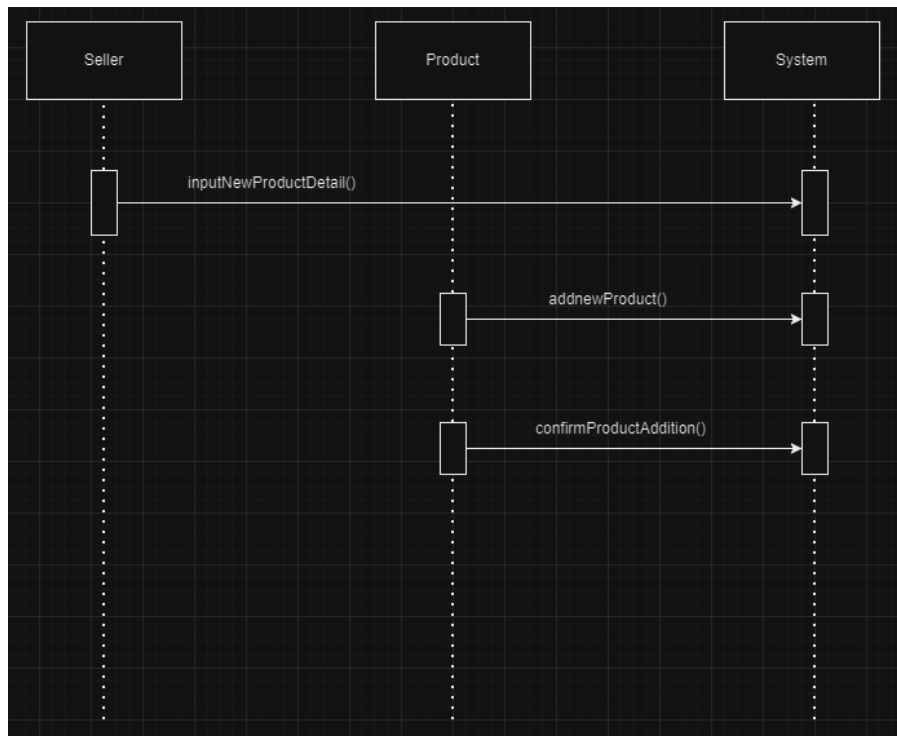 Seller
Product
System
inputNewProductDetail()
addnewProduct()
confirmProductAddition()